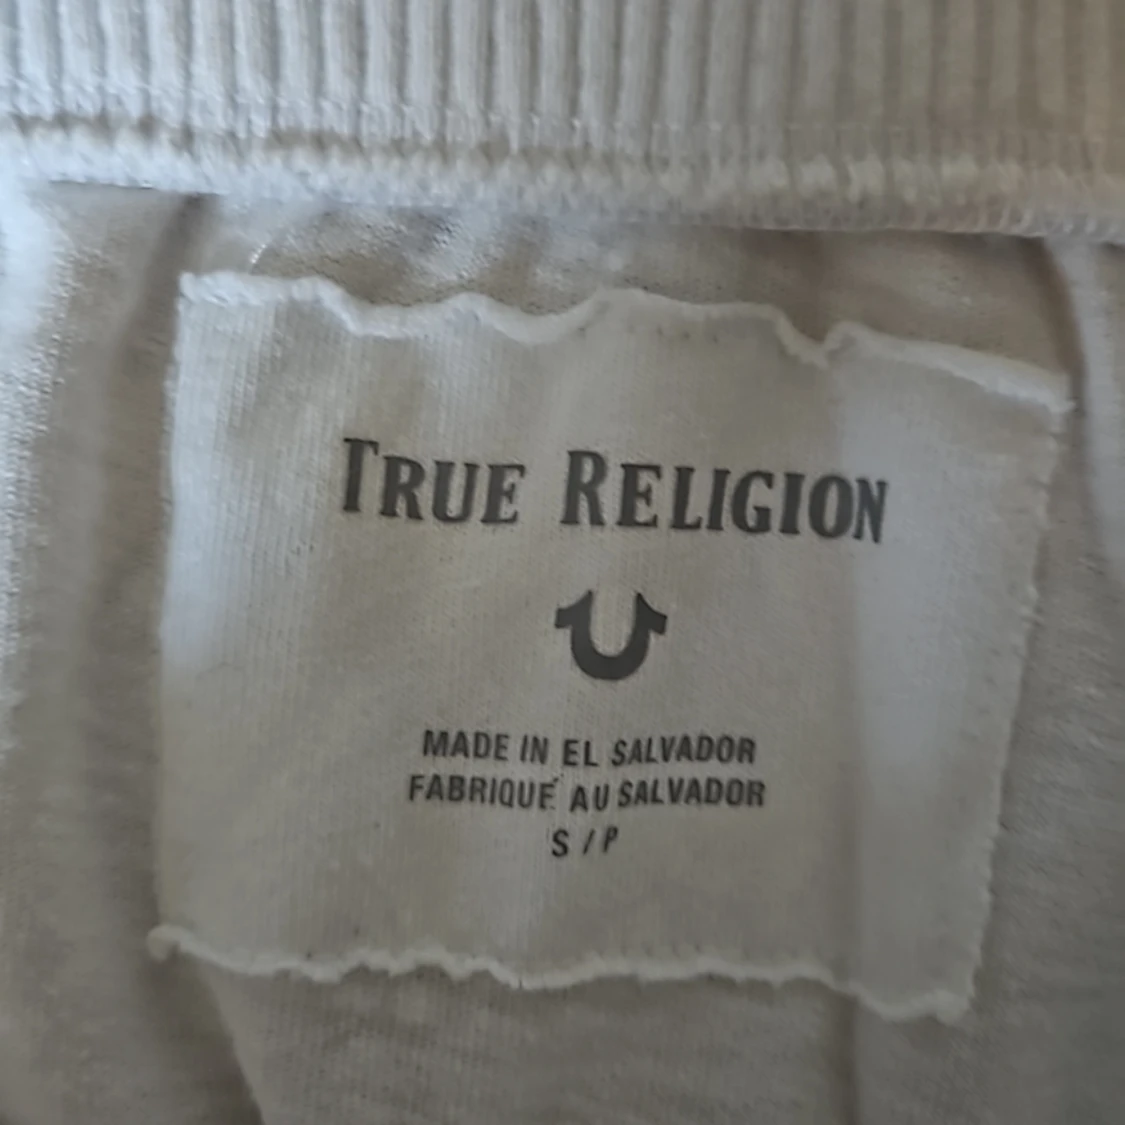 TRUE RELIGION
MADE IN EL SALVADOR
FABRIQUÉ AU SALVADOR
S / P